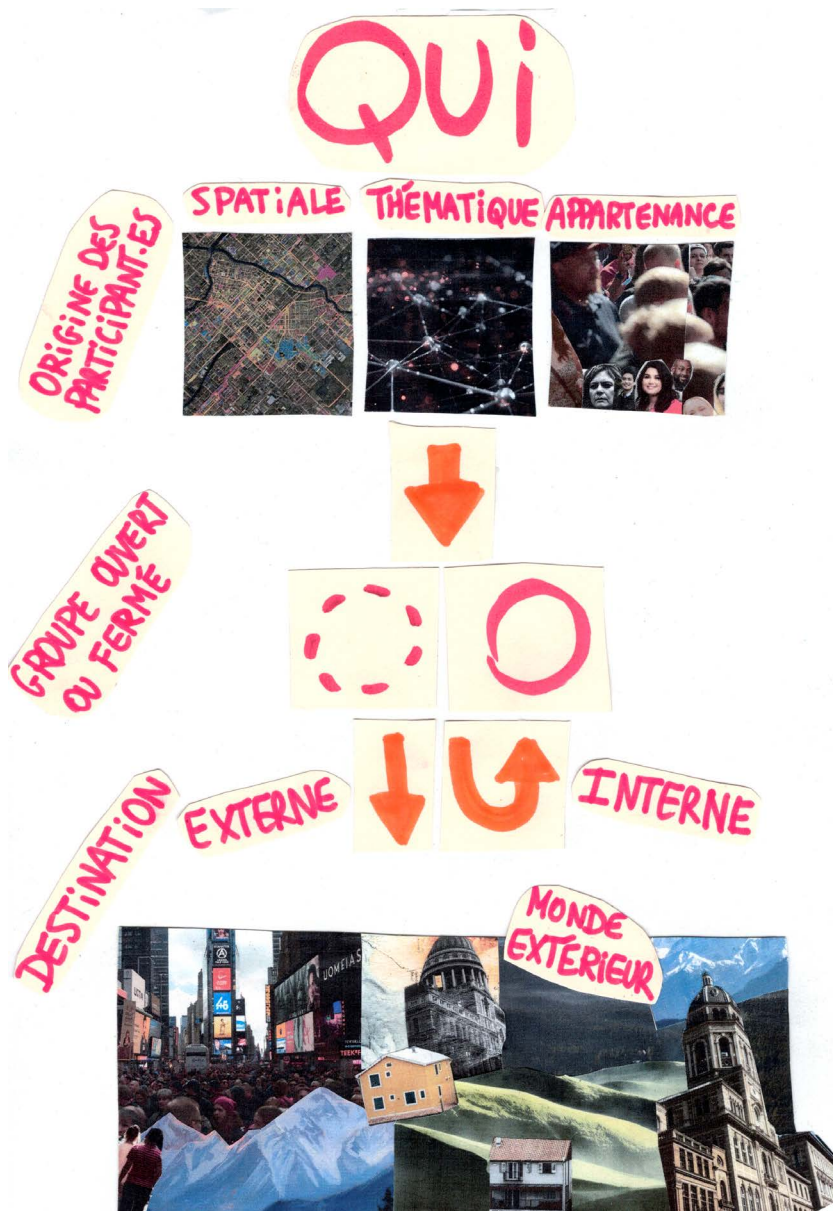 QUi
SPATiALE
THÉMATiQUE
APPARTENANCE
ORiGiNE DES
PARTiCiPANT·ES
GROUPE OUVERT
OU FERMÉ
DESTiNATiON
EXTERNE
INTERNE
MONDE
EXTÉRiEUR